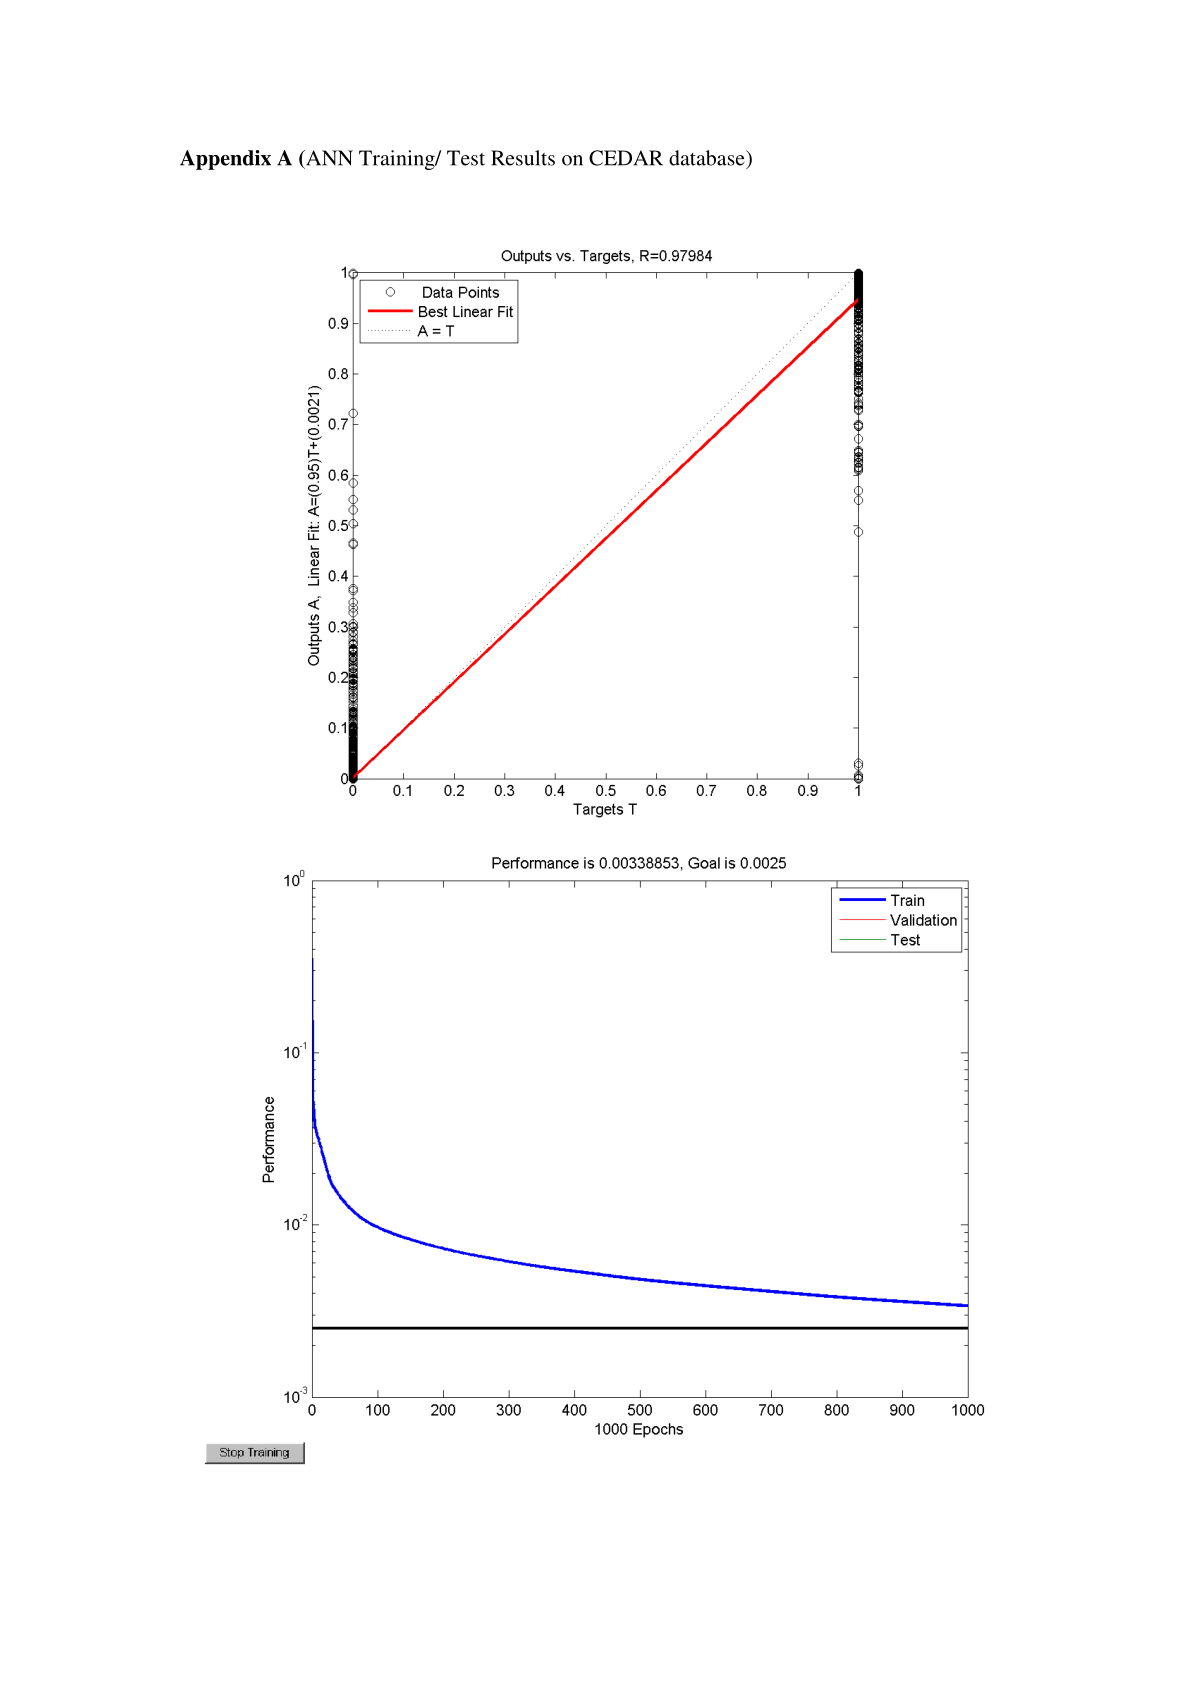 Appendix A (ANN Training/ Test Results on CEDAR database)
Outputs vs. Targets, R=0.97984
Data Points
Best Linear Fit
A = T
Outputs A, Linear Fit: A=(0.95)T+(0.0021)
1
0.9
0.8
0.7
0.6
0.5
0.4
0.3
0.2
0.1
0
0 0.1 0.2 0.3 0.4 0.5 0.6 0.7 0.8 0.9 1
Targets T
Performance is 0.00338853, Goal is 0.0025
Train
Validation
Test
Performance
10^0
10^-1
10^-2
10^-3
0 100 200 300 400 500 600 700 800 900 1000
1000 Epochs
Stop Training